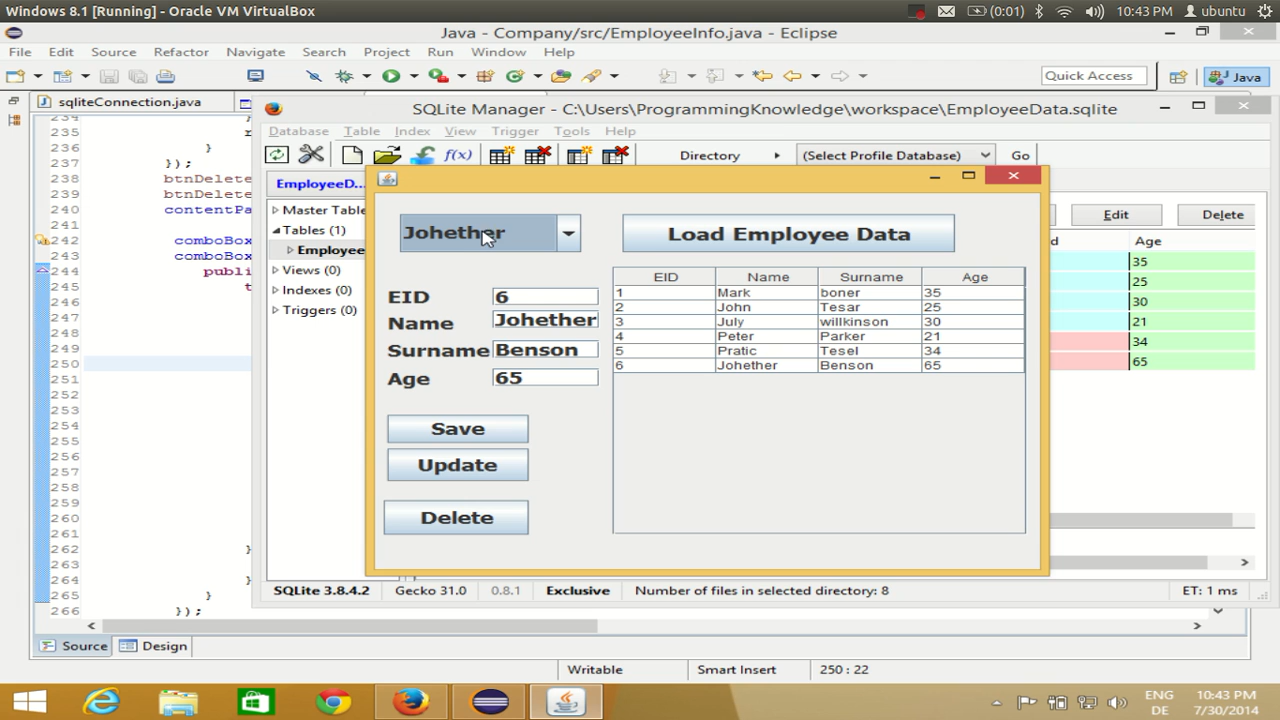 Windows 8.1 [Running] - Oracle VM VirtualBox
(0:01) 10:43 PM ubuntu
Java - Company/src/EmployeeInfo.java - Eclipse
File Edit Source Refactor Navigate Search Project Run Window Help
Quick Access
Java
sqliteConnection.java
SQLite Manager - C:\Users\ProgrammingKnowledge\workspace\EmployeeData.sqlite
Database Table Index View Trigger Tools Help
f(x) Directory (Select Profile Database) Go
EmployeeD...
Master Table
Tables (1)
Employee
Views (0)
Indexes (0)
Triggers (0)
Edit Delete
Age
35
25
30
21
34
65
234 }
235 r
236 }
237 });
238 btnDelete
239 btnDelete
240 contentPa
241
242 comboBox
243 comboBox
244 publi
245 t
246
247
248
249
250
251
252
253
254
255
256
257
258
259
260
261
262 }
263
264 }
265 }
266 });
Johether
Load Employee Data
EID 6
Name Johether
Surname Benson
Age 65
Save
Update
Delete
EID Name Surname Age
1 Mark boner 35
2 John Tesar 25
3 July willkinson 30
4 Peter Parker 21
5 Pratic Tesel 34
6 Johether Benson 65
SQLite 3.8.4.2 Gecko 31.0 0.8.1 Exclusive Number of files in selected directory: 8 ET: 1 ms
Source Design
Writable Smart Insert 250 : 22
ENG
DE
10:43 PM
7/30/2014